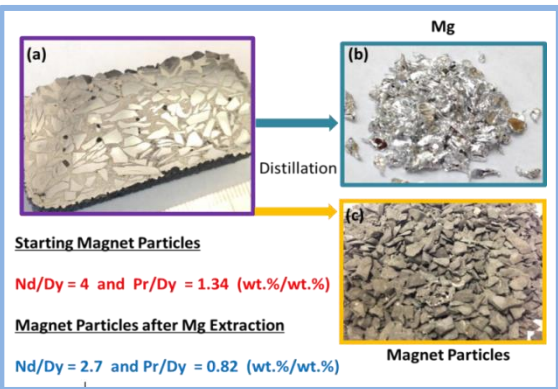 Mg
(a)
(b)
Distillation
(c)
Starting Magnet Particles
Nd/Dy = 4 and Pr/Dy = 1.34 (wt.%/wt.%)
Magnet Particles after Mg Extraction
Nd/Dy = 2.7 and Pr/Dy = 0.82 (wt.%/wt.%)
Magnet Particles